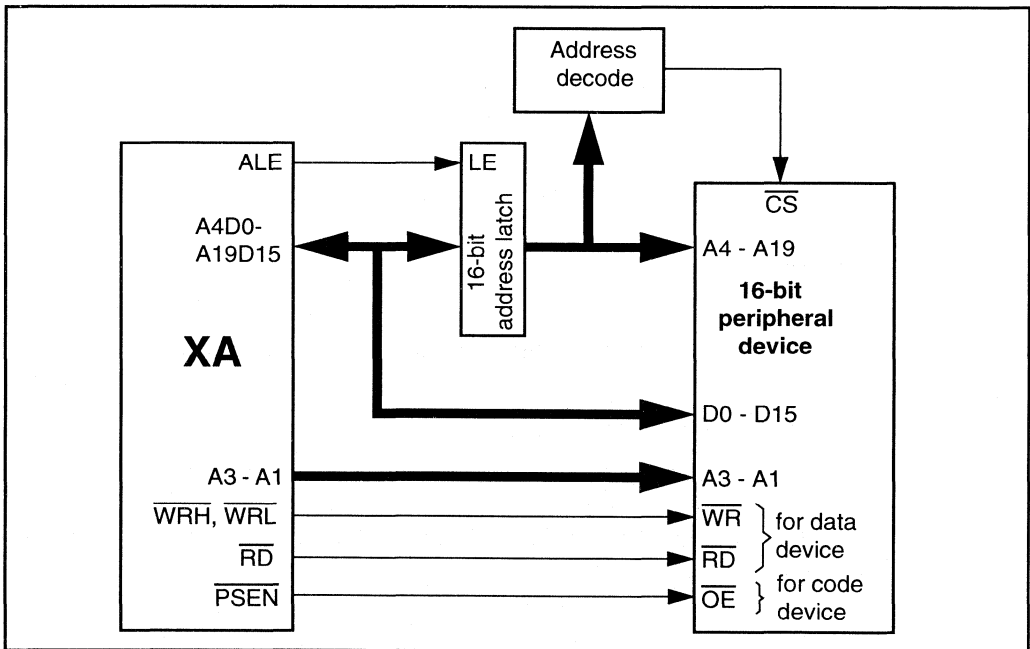 Address
decode
ALE
LE
A4D0-
A19D15
16-bit
address latch
CS
A4 - A19
16-bit
peripheral
device
XA
D0 - D15
A3 - A1
A3 - A1
WRH, WRL
WR
for data
device
RD
RD
PSEN
OE
for code
device